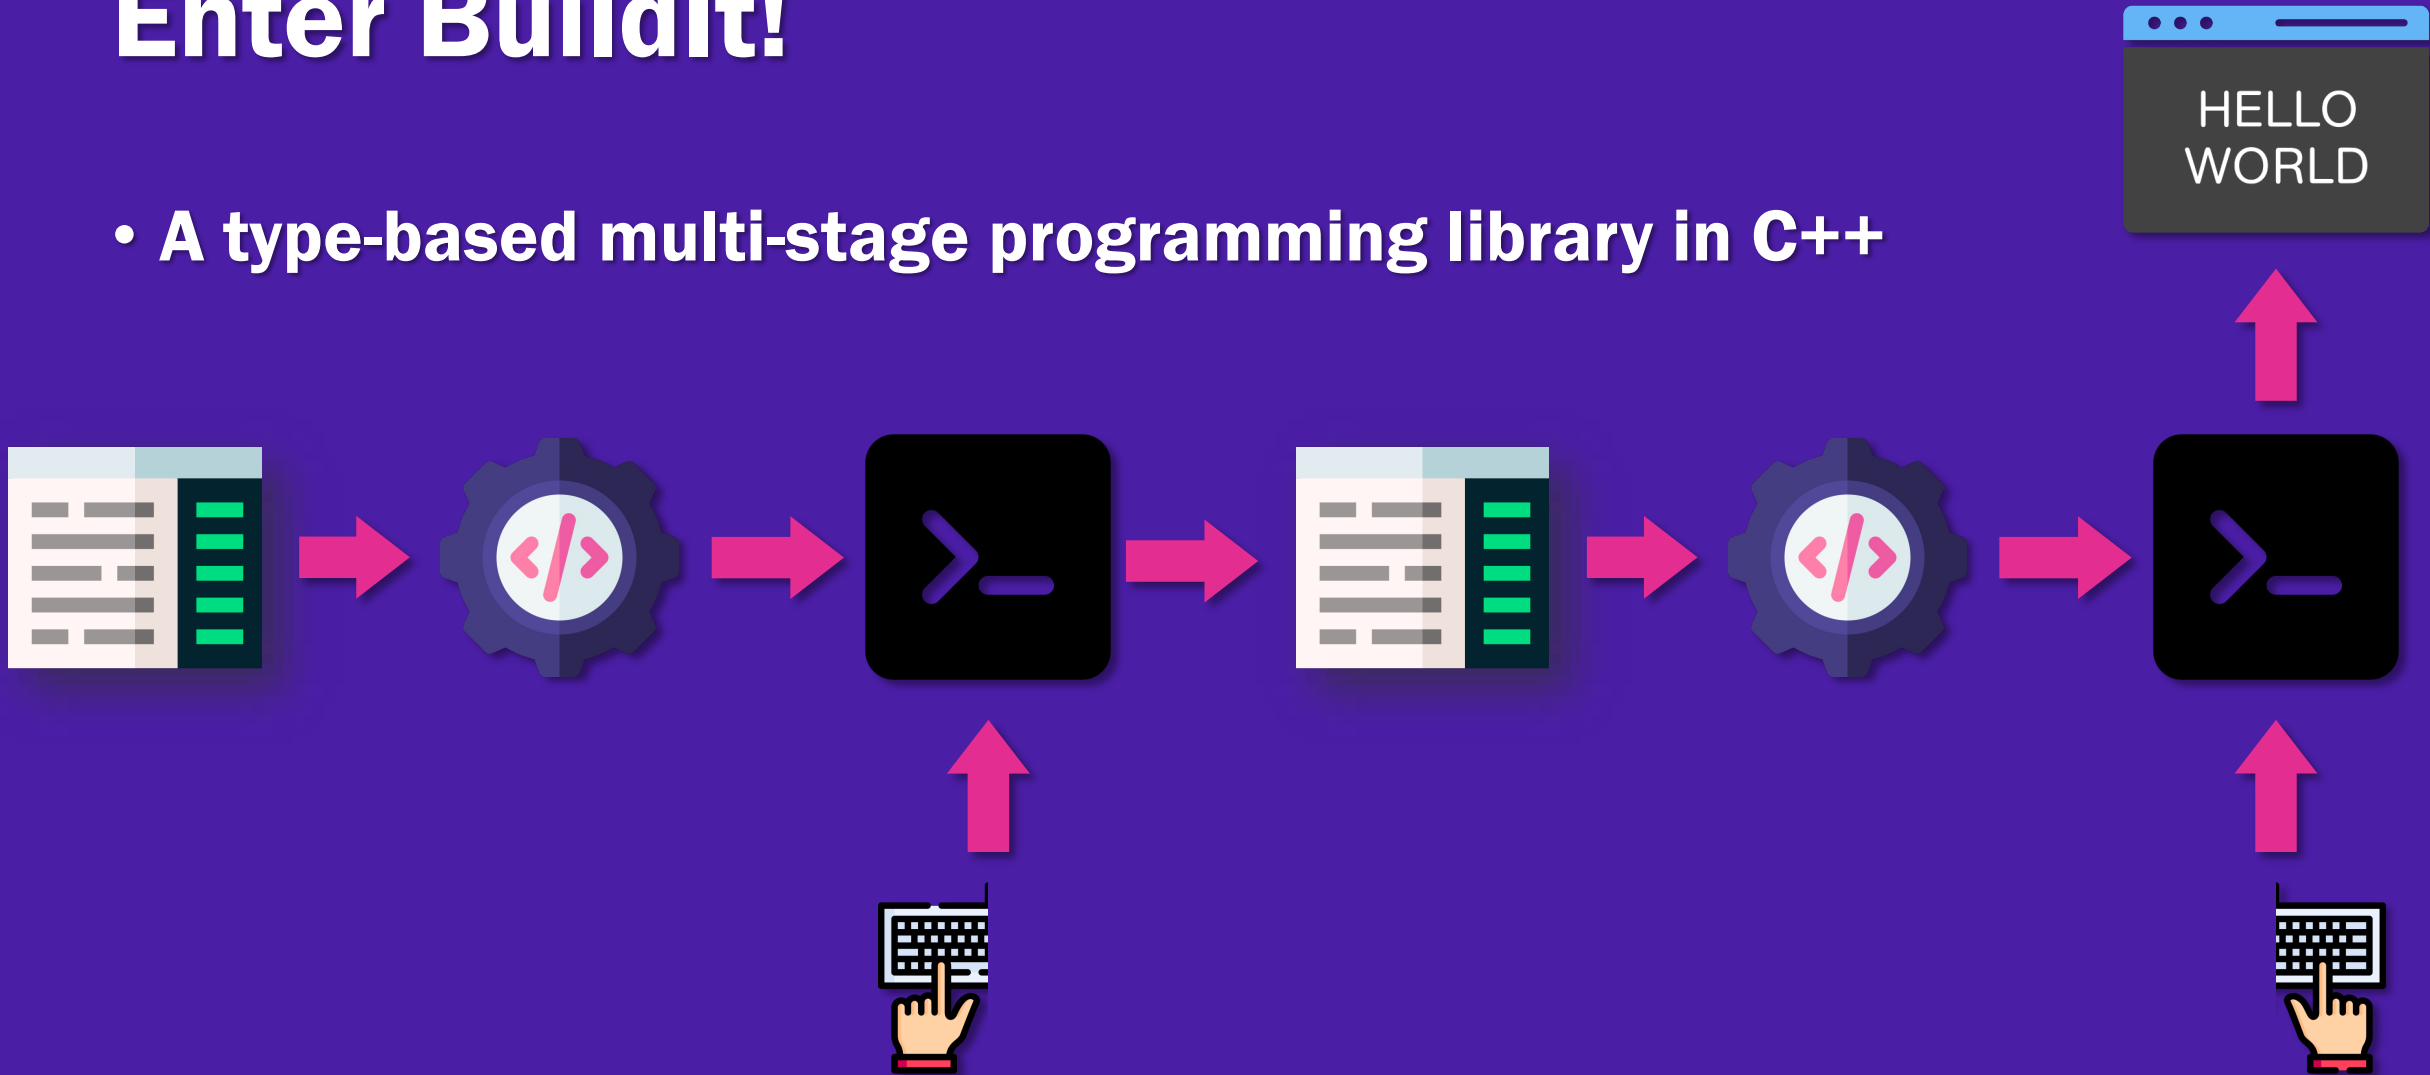 Enter BuildIt!
HELLO
WORLD
• A type-based multi-stage programming library in C++